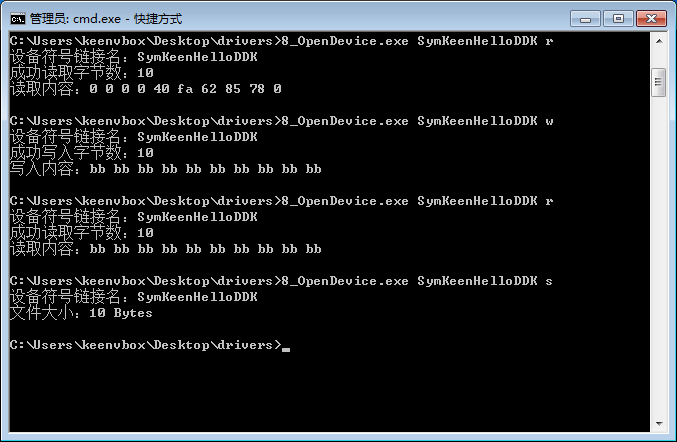 管理员: cmd.exe - 快捷方式
C:\Users\keenvbox\Desktop\drivers>8_OpenDevice.exe SymKeenHelloDDK r
设备符号链接名：SymKeenHelloDDK
成功读取字节数：10
读取内容：0 0 0 0 40 fa 62 85 78 0
C:\Users\keenvbox\Desktop\drivers>8_OpenDevice.exe SymKeenHelloDDK w
设备符号链接名：SymKeenHelloDDK
成功写入字节数：10
写入内容：bb bb bb bb bb bb bb bb bb bb
C:\Users\keenvbox\Desktop\drivers>8_OpenDevice.exe SymKeenHelloDDK r
设备符号链接名：SymKeenHelloDDK
成功读取字节数：10
读取内容：bb bb bb bb bb bb bb bb bb bb
C:\Users\keenvbox\Desktop\drivers>8_OpenDevice.exe SymKeenHelloDDK s
设备符号链接名：SymKeenHelloDDK
文件大小：10 Bytes
C:\Users\keenvbox\Desktop\drivers>_